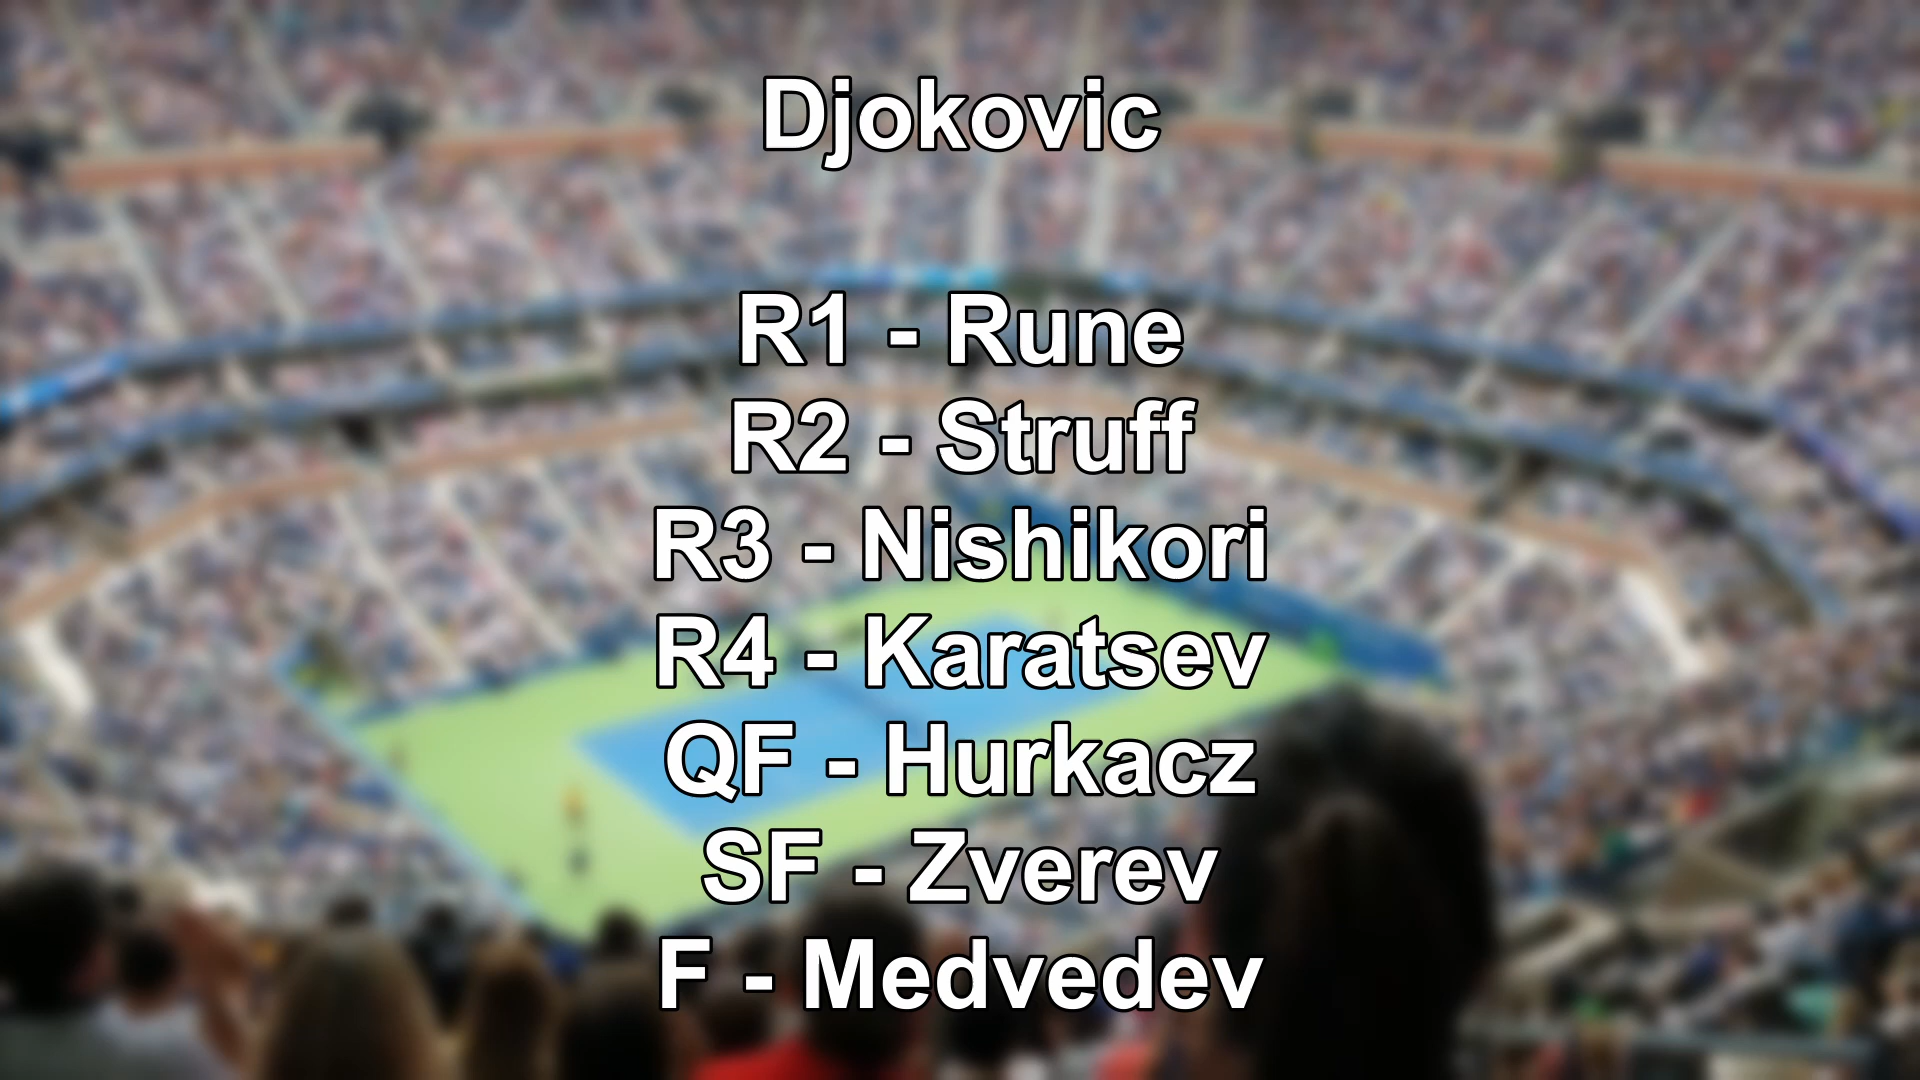 Djokovic
R1 - Rune
R2 - Struff
R3 - Nishikori
R4 - Karatsev
QF - Hurkacz
SF - Zverev
F - Medvedev